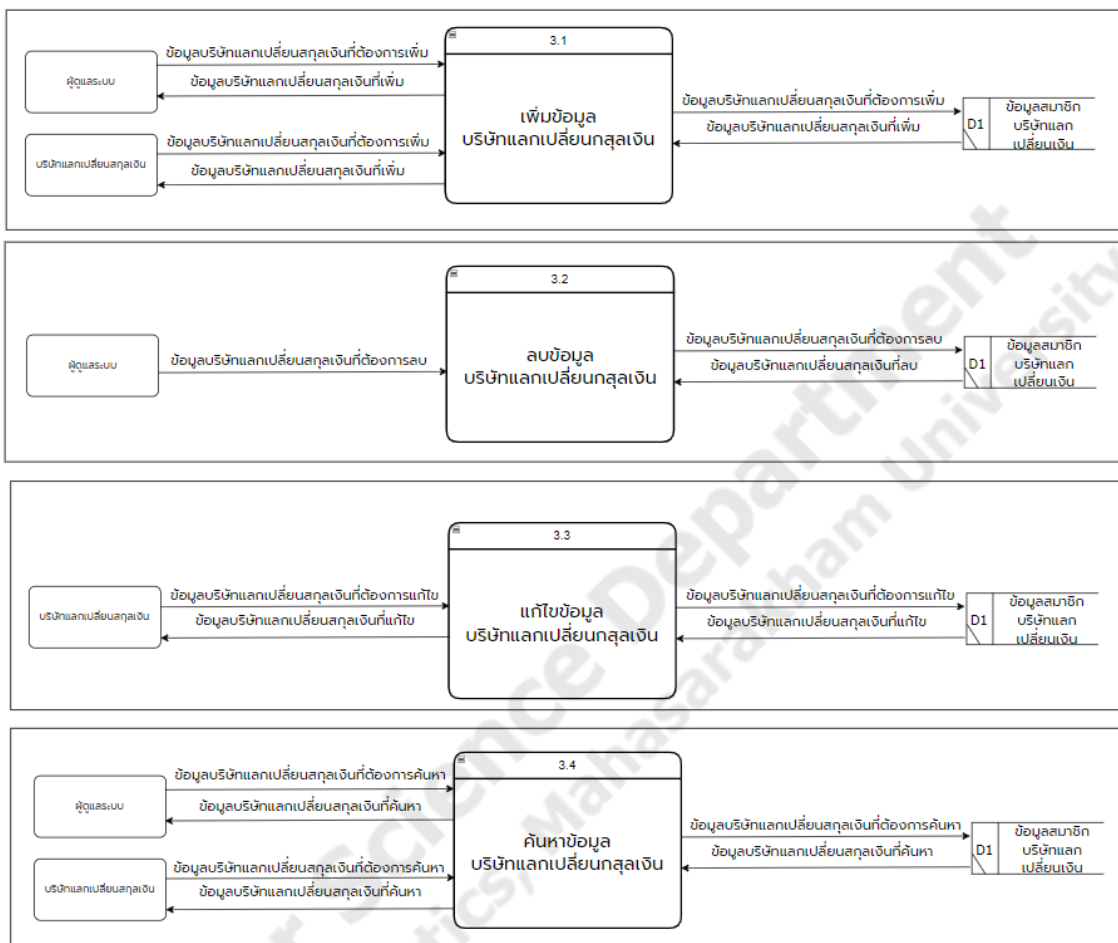 3.1
ข้อมูลบริษัทแลกเปลี่ยนสกุลเงินที่ต้องการเพิ่ม
ผู้ดูแลระบบ
ข้อมูลบริษัทแลกเปลี่ยนสกุลเงินที่เพิ่ม
เพิ่มข้อมูล
บริษัทแลกเปลี่ยนกสุลเงิน
ข้อมูลบริษัทแลกเปลี่ยนสกุลเงินที่ต้องการเพิ่ม
ข้อมูลบริษัทแลกเปลี่ยนสกุลเงินที่เพิ่ม
D1
ข้อมูลสมาชิก
บริษัทแลก
เปลี่ยนเงิน
ข้อมูลบริษัทแลกเปลี่ยนสกุลเงินที่ต้องการเพิ่ม
บริษัทแลกเปลี่ยนสกุลเงิน
ข้อมูลบริษัทแลกเปลี่ยนสกุลเงินที่เพิ่ม
3.2
ผู้ดูแลระบบ
ข้อมูลบริษัทแลกเปลี่ยนสกุลเงินที่ต้องการลบ
ลบข้อมูล
บริษัทแลกเปลี่ยนกสุลเงิน
ข้อมูลบริษัทแลกเปลี่ยนสกุลเงินที่ต้องการลบ
ข้อมูลบริษัทแลกเปลี่ยนสกุลเงินที่ลบ
D1
ข้อมูลสมาชิก
บริษัทแลก
เปลี่ยนเงิน
3.3
ข้อมูลบริษัทแลกเปลี่ยนสกุลเงินที่ต้องการแก้ไข
บริษัทแลกเปลี่ยนสกุลเงิน
ข้อมูลบริษัทแลกเปลี่ยนสกุลเงินที่แก้ไข
แก้ไขข้อมูล
บริษัทแลกเปลี่ยนกสุลเงิน
ข้อมูลบริษัทแลกเปลี่ยนสกุลเงินที่ต้องการแก้ไข
ข้อมูลบริษัทแลกเปลี่ยนสกุลเงินที่แก้ไข
D1
ข้อมูลสมาชิก
บริษัทแลก
เปลี่ยนเงิน
3.4
ข้อมูลบริษัทแลกเปลี่ยนสกุลเงินที่ต้องการค้นหา
ผู้ดูแลระบบ
ข้อมูลบริษัทแลกเปลี่ยนสกุลเงินที่ค้นหา
ค้นหาข้อมูล
บริษัทแลกเปลี่ยนกสุลเงิน
ข้อมูลบริษัทแลกเปลี่ยนสกุลเงินที่ต้องการค้นหา
ข้อมูลบริษัทแลกเปลี่ยนสกุลเงินที่ค้นหา
D1
ข้อมูลสมาชิก
บริษัทแลก
เปลี่ยนเงิน
ข้อมูลบริษัทแลกเปลี่ยนสกุลเงินที่ต้องการค้นหา
บริษัทแลกเปลี่ยนสกุลเงิน
ข้อมูลบริษัทแลกเปลี่ยนสกุลเงินที่ค้นหา
Science Department
Mahasarakham University